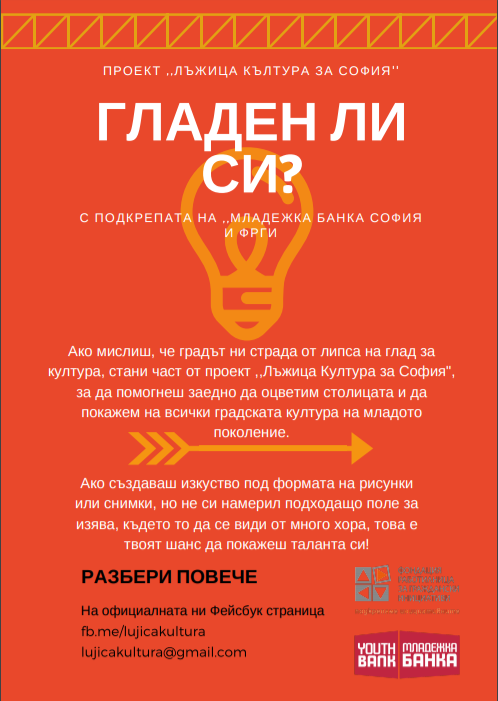 ПРОЕКТ ,,ЛЪЖИЦА КЪЛТУРА ЗА СОФИЯ''
ГЛАДЕН ЛИ
СИ?
С ПОДКРЕПАТА НА ,,МЛАДЕЖКА БАНКА СОФИЯ
И ФРГИ
Ако мислиш, че градът ни страда от липса на глад за
култура, стани част от проект ,,Лъжица Култура за София",
за да помогнеш заедно да оцветим столицата и да
покажем на всички градската култура на младото
поколение.
Ако създаваш изкуство под формата на рисунки
или снимки, но не си намерил подходящо поле за
изява, където то да се види от много хора, това е
твоят шанс да покажеш таланта си!
РАЗБЕРИ ПОВЕЧЕ
На официалната ни Фейсбук страница
fb.me/lujicakultura
lujicakultura@gmail.com
YOUTH BANK
МЛАДЕЖКА БАНКА